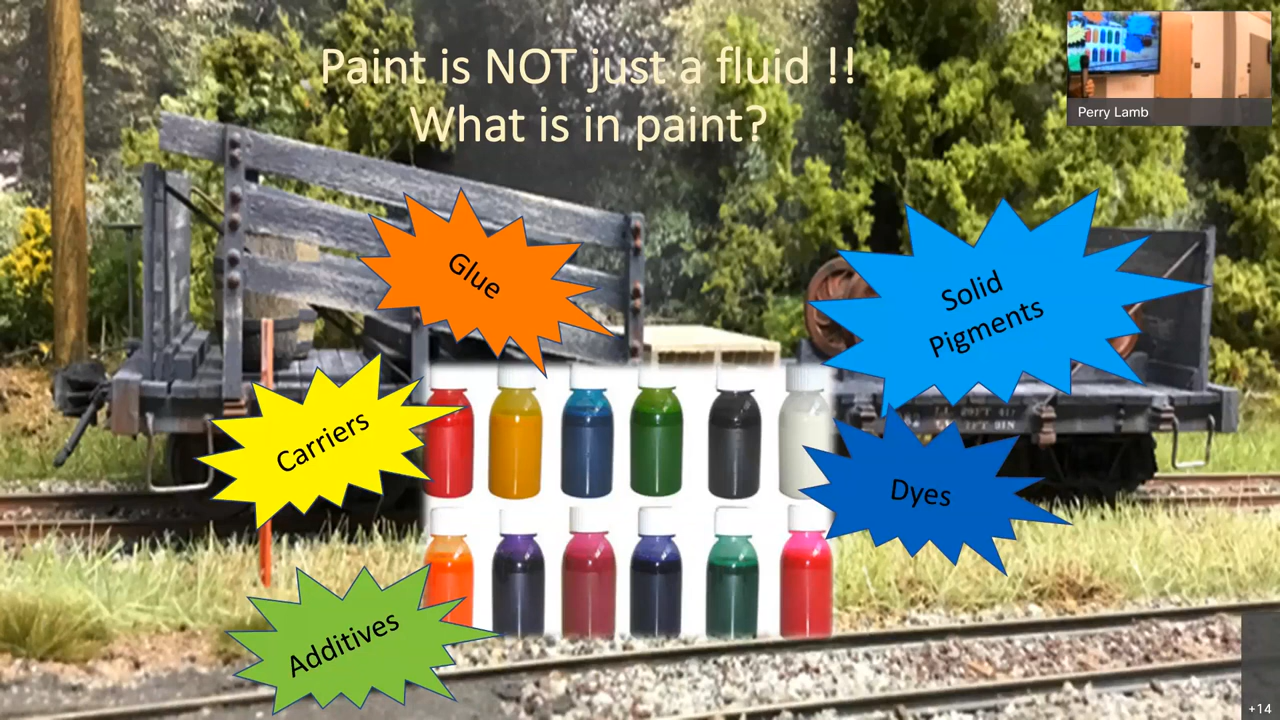 Paint is NOT just a fluid !!
What is in paint?
Perry Lamb
Glue
Solid
Pigments
Carriers
Dyes
Additives
+14